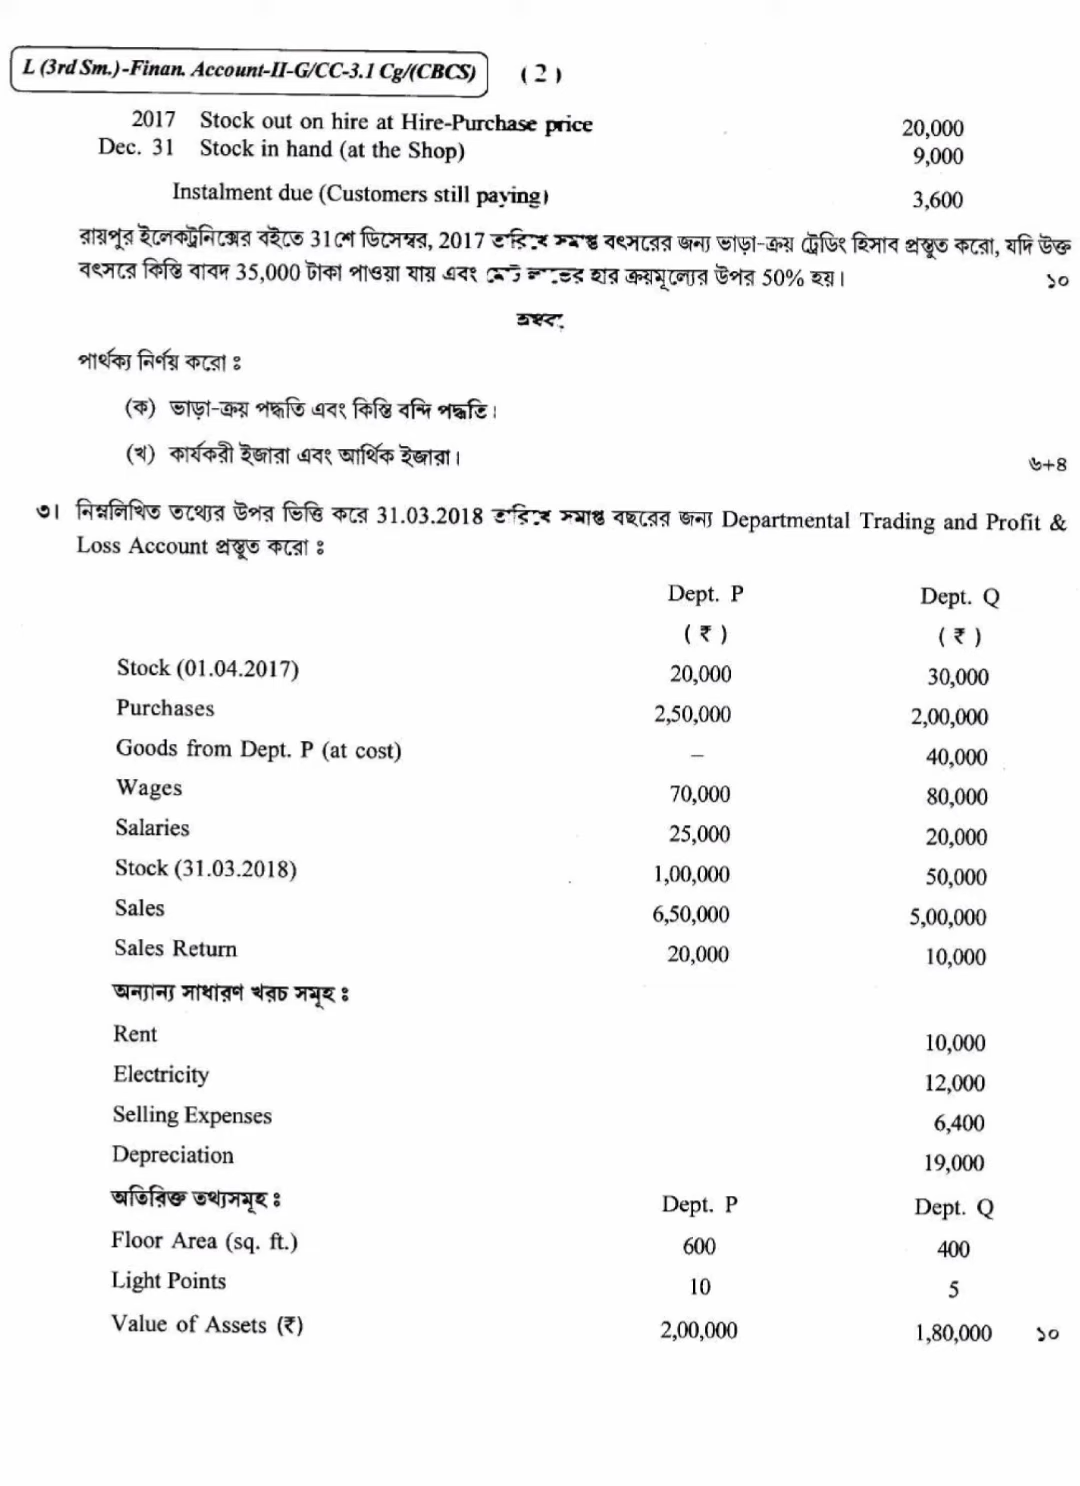 L (3rd Sm.)-Finan. Account-II-G/CC-3.1 Cg/(CBCS) (2)
2017 Stock out on hire at Hire-Purchase price 20,000
Dec. 31 Stock in hand (at the Shop) 9,000
Instalment due (Customers still paying) 3,600
রায়পুর ইলেকট্রনিক্সের বইতে 31শে ডিসেম্বর, 2017 তারিখে সমাপ্ত বৎসরের জন্য ভাড়া-ক্রয় ট্রেডিং হিসাব প্রস্তুত করো, যদি উক্ত
বৎসরে কিস্তি বাবদ 35,000 টাকা পাওয়া যায় এবং হার ক্রয়মূল্যের উপর 50% হয়। ১০
অথবা,
পার্থক্য নির্ণয় করো ঃ
(ক) ভাড়া-ক্রয় পদ্ধতি এবং কিস্তি বন্দি পদ্ধতি।
(খ) কার্যকরী ইজারা এবং আর্থিক ইজারা। ৬+৪
৩। নিম্নলিখিত তথ্যের উপর ভিত্তি করে 31.03.2018 তারিখে সমাপ্ত বছরের জন্য Departmental Trading and Profit &
Loss Account প্রস্তুত করো ঃ
Dept. P Dept. Q
(₹) (₹)
Stock (01.04.2017) 20,000 30,000
Purchases 2,50,000 2,00,000
Goods from Dept. P (at cost) – 40,000
Wages 70,000 80,000
Salaries 25,000 20,000
Stock (31.03.2018) 1,00,000 50,000
Sales 6,50,000 5,00,000
Sales Return 20,000 10,000
অন্যান্য সাধারণ খরচ সমূহ ঃ
Rent 10,000
Electricity 12,000
Selling Expenses 6,400
Depreciation 19,000
অতিরিক্ত তথ্যসমূহ ঃ Dept. P Dept. Q
Floor Area (sq. ft.) 600 400
Light Points 10 5
Value of Assets (₹) 2,00,000 1,80,000 ১০